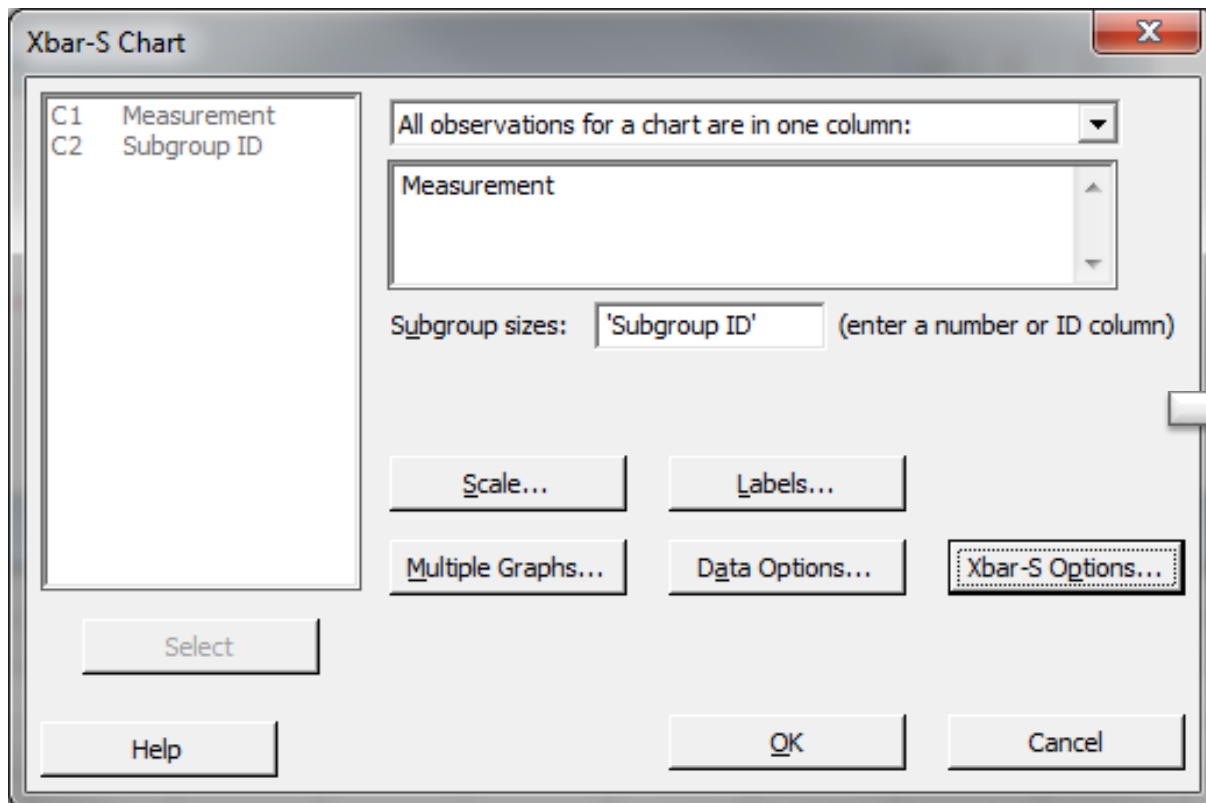 Xbar-S Chart
C1 Measurement
C2 Subgroup ID
All observations for a chart are in one column:
Measurement
Subgroup sizes: 'Subgroup ID' (enter a number or ID column)
Scale... Labels...
Multiple Graphs... Data Options... Xbar-S Options...
Select
Help OK Cancel